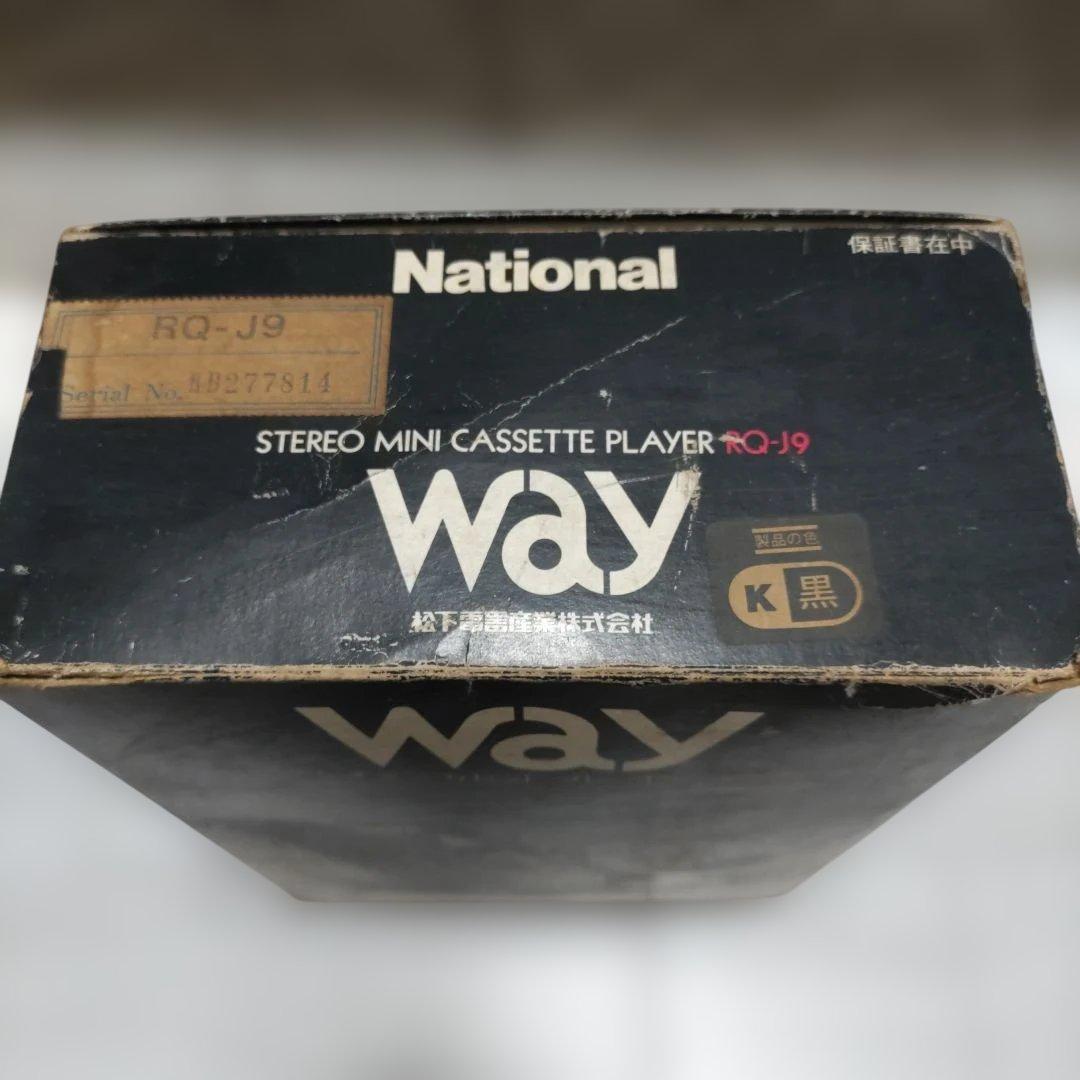 National
保証書在中
RQ-J9
Serial No. KB277814
STEREO MINI CASSETTE PLAYER RQ-J9
way
松下電器産業株式会社
製品の色
K 黒
way